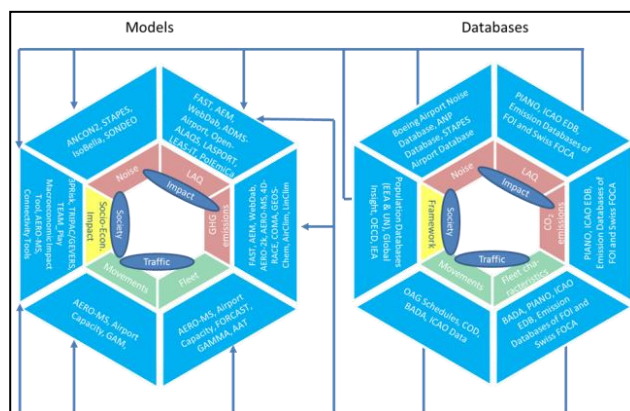 Models
Databases
ANCON2, STAPES,
IsoBella, SONDEO
FAST, AEM,
WebDab, ADMS-
Airport, Open-
ALAQS, LASPORT,
LEAS-iT, PolEmiCa
SPRisk, TRIPAC/GEVERS,
TEAM_Play
Macroeconomic Impact
Tool, AERO-MS,
Connectivity Tools
FAST, AEM, WebDab,
AERO-2k, AERO-MS, 4D-
RACE, COMA, GEOS-
Chem, AirClim, LinClim
AERO-MS, Airport
Capacity, GAM,
AERO-MS, Airport
Capacity, FORCAST,
GAMMA, AAT
Noise
LAQ
Impact
GHG
emissions
Socio-Econ.
Impact
Society
Traffic
Movements
Fleet
Boeing Airport Noise
Database, ANP
Database, STAPES
Airport Database
PIANO, ICAO EDB,
Emission Databases of
FOI and Swiss FOCA
Population Databases
(EEA & UN), Global
Insight, OECD, IEA
PIANO, ICAO EDB,
Emission Databases of
FOI and Swiss FOCA
OAG Schedules, COD,
BADA, ICAO Data
BADA, PIANO, ICAO
EDB, Emission
Databases of FOI and
Swiss FOCA
Noise
LAQ
Impact
CO2
emissions
Framework
Society
Traffic
Movements
Fleet cha-
racteristics